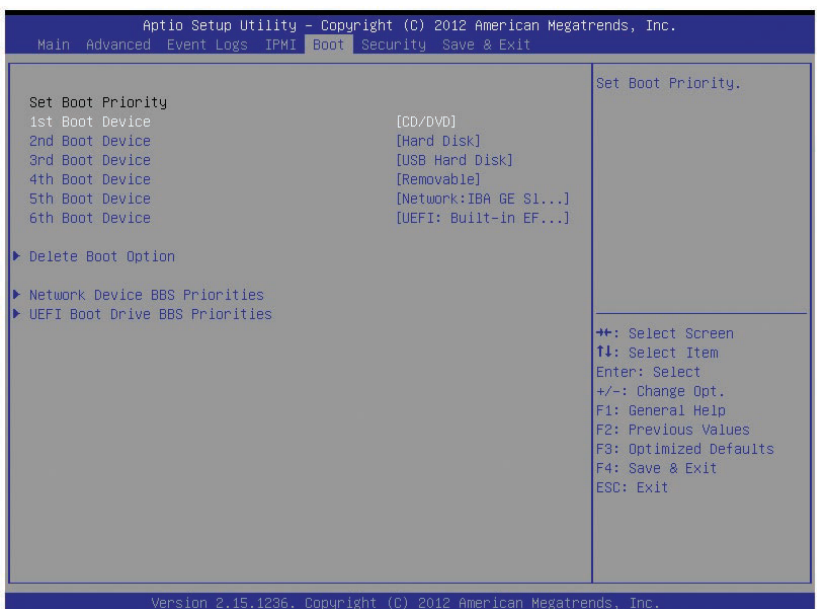 Aptio Setup Utility – Copyright (C) 2012 American Megatrends, Inc.
Main Advanced Event Logs IPMI Boot Security Save & Exit
Set Boot Priority
1st Boot Device [CD/DVD]
2nd Boot Device [Hard Disk]
3rd Boot Device [USB Hard Disk]
4th Boot Device [Removable]
5th Boot Device [Network:IBA GE Sl...]
6th Boot Device [UEFI: Built-in EF...]
Delete Boot Option
Network Device BBS Priorities
UEFI Boot Drive BBS Priorities
Set Boot Priority.
→←: Select Screen
↑↓: Select Item
Enter: Select
+/-: Change Opt.
F1: General Help
F2: Previous Values
F3: Optimized Defaults
F4: Save & Exit
ESC: Exit
Version 2.15.1236. Copyright (C) 2012 American Megatrends, Inc.